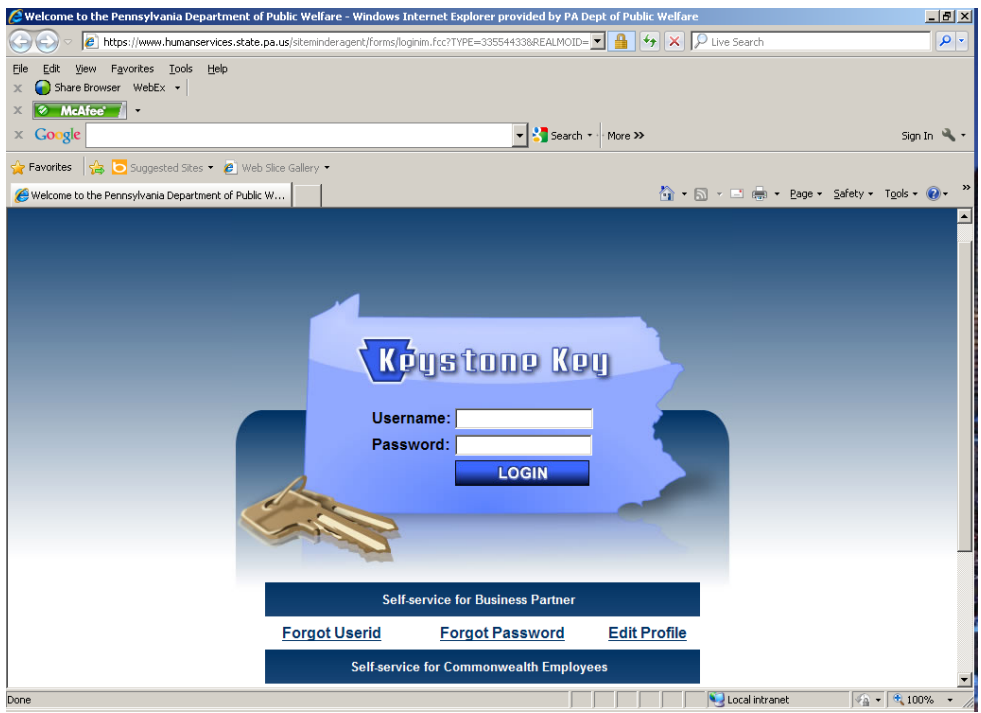 Welcome to the Pennsylvania Department of Public Welfare - Windows Internet Explorer provided by PA Dept of Public Welfare
https://www.humanservices.state.pa.us/siteminderagent/forms/loginim.fcc?TYPE=33554433&REALMOID=
Live Search
File Edit View Favorites Tools Help
x Share Browser WebEx
x McAfee
x Google Search More >> Sign In
Favorites Suggested Sites Web Slice Gallery
Welcome to the Pennsylvania Department of Public W... Page Safety Tools >>
Keystone Key
Username:
Password:
LOGIN
Self-service for Business Partner
Forgot Userid Forgot Password Edit Profile
Self-service for Commonwealth Employees
Done Local intranet 100%